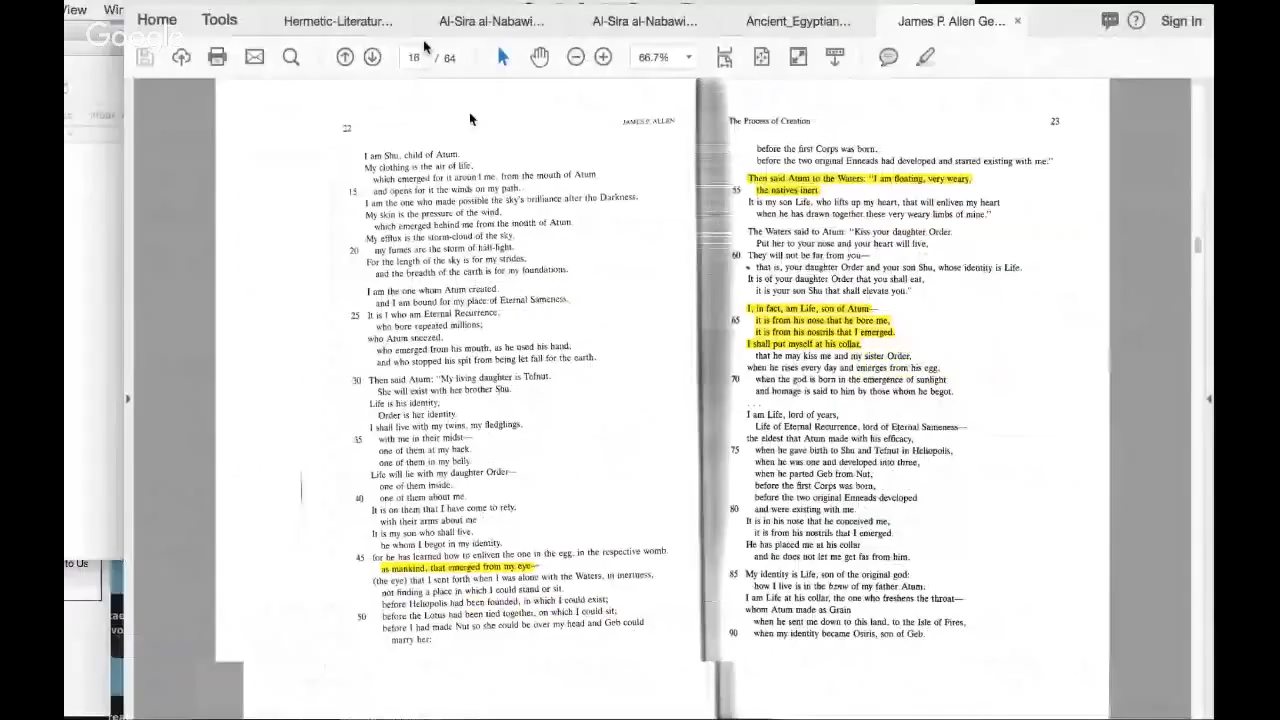 View
Home
Tools
Hermetic-Literatur...
Al-Sira al-Nabawi...
Al-Sira al-Nabawi...
Ancient_Egyptian...
James P. Allen Ge...
×
Sign In
Google
18 / 64
66.7%
22
JAMES P. ALLEN
I am Shu, child of Atum.
My clothing is the air of life,
which emerged for it around me, from the mouth of Atum
15 and opens for it the winds on my path.
I am the one who made possible the sky's brilliance after the Darkness.
My skin is the pressure of the wind,
which emerged behind me from the mouth of Atum.
My efflux is the storm-cloud of the sky,
20 my fumes are the storm of half-light.
For the length of the sky is for my strides,
and the breadth of the earth is for my foundations.
I am the one whom Atum created,
and I am bound for my place of Eternal Sameness.
25 It is I who am Eternal Recurrence,
who bore repeated millions;
who Atum sneezed,
who emerged from his mouth, as he used his hand,
and who stopped his spit from being let fall for the earth.
30 Then said Atum: "My living daughter is Tefnut.
She will exist with her brother Shu.
Life is his identity,
Order is her identity.
I shall live with my twins, my fledglings,
35 with me in their midst—
one of them at my back,
one of them in my belly.
Life will lie with my daughter Order—
one of them inside,
40 one of them about me.
It is on them that I have come to rely,
with their arms about me
It is my son who shall live,
he whom I begot in my identity,
45 for he has learned how to enliven the one in the egg, in the respective womb,
as mankind, that emerged from my eye—
(the eye) that I sent forth when I was alone with the Waters, in inertness,
not finding a place in which I could stand or sit,
before Heliopolis had been founded, in which I could exist;
50 before the Lotus had been tied together, on which I could sit;
before I had made Nut so she could be over my head and Geb could
marry her;
The Process of Creation
23
before the first Corps was born,
before the two original Enneads had developed and started existing with me."
Then said Atum to the Waters: "I am floating, very weary,
55 the natives inert
It is my son Life, who lifts up my heart, that will enliven my heart
when he has drawn together these very weary limbs of mine."
The Waters said to Atum: "Kiss your daughter Order.
Put her to your nose and your heart will live,
60 They will not be far from you—
that is, your daughter Order and your son Shu, whose identity is Life.
It is of your daughter Order that you shall eat,
it is your son Shu that shall elevate you."
I, in fact, am Life, son of Atum—
65 it is from his nose that he bore me,
it is from his nostrils that I emerged.
I shall put myself at his collar,
that he may kiss me and my sister Order,
when he rises every day and emerges from his egg,
70 when the god is born in the emergence of sunlight
and homage is said to him by those whom he begot.
. . .
I am Life, lord of years,
Life of Eternal Recurrence, lord of Eternal Sameness—
the eldest that Atum made with his efficacy,
75 when he gave birth to Shu and Tefnut in Heliopolis,
when he was one and developed into three,
when he parted Geb from Nut,
before the first Corps was born,
before the two original Enneads developed
80 and were existing with me.
It is in his nose that he conceived me,
it is from his nostrils that I emerged.
He has placed me at his collar
and he does not let me get far from him.
85 My identity is Life, son of the original god:
how I live is in the bznw of my father Atum.
I am Life at his collar, the one who freshens the throat—
whom Atum made as Grain
when he sent me down to this land, to the Isle of Fires,
90 when my identity became Osiris, son of Geb.
to Us